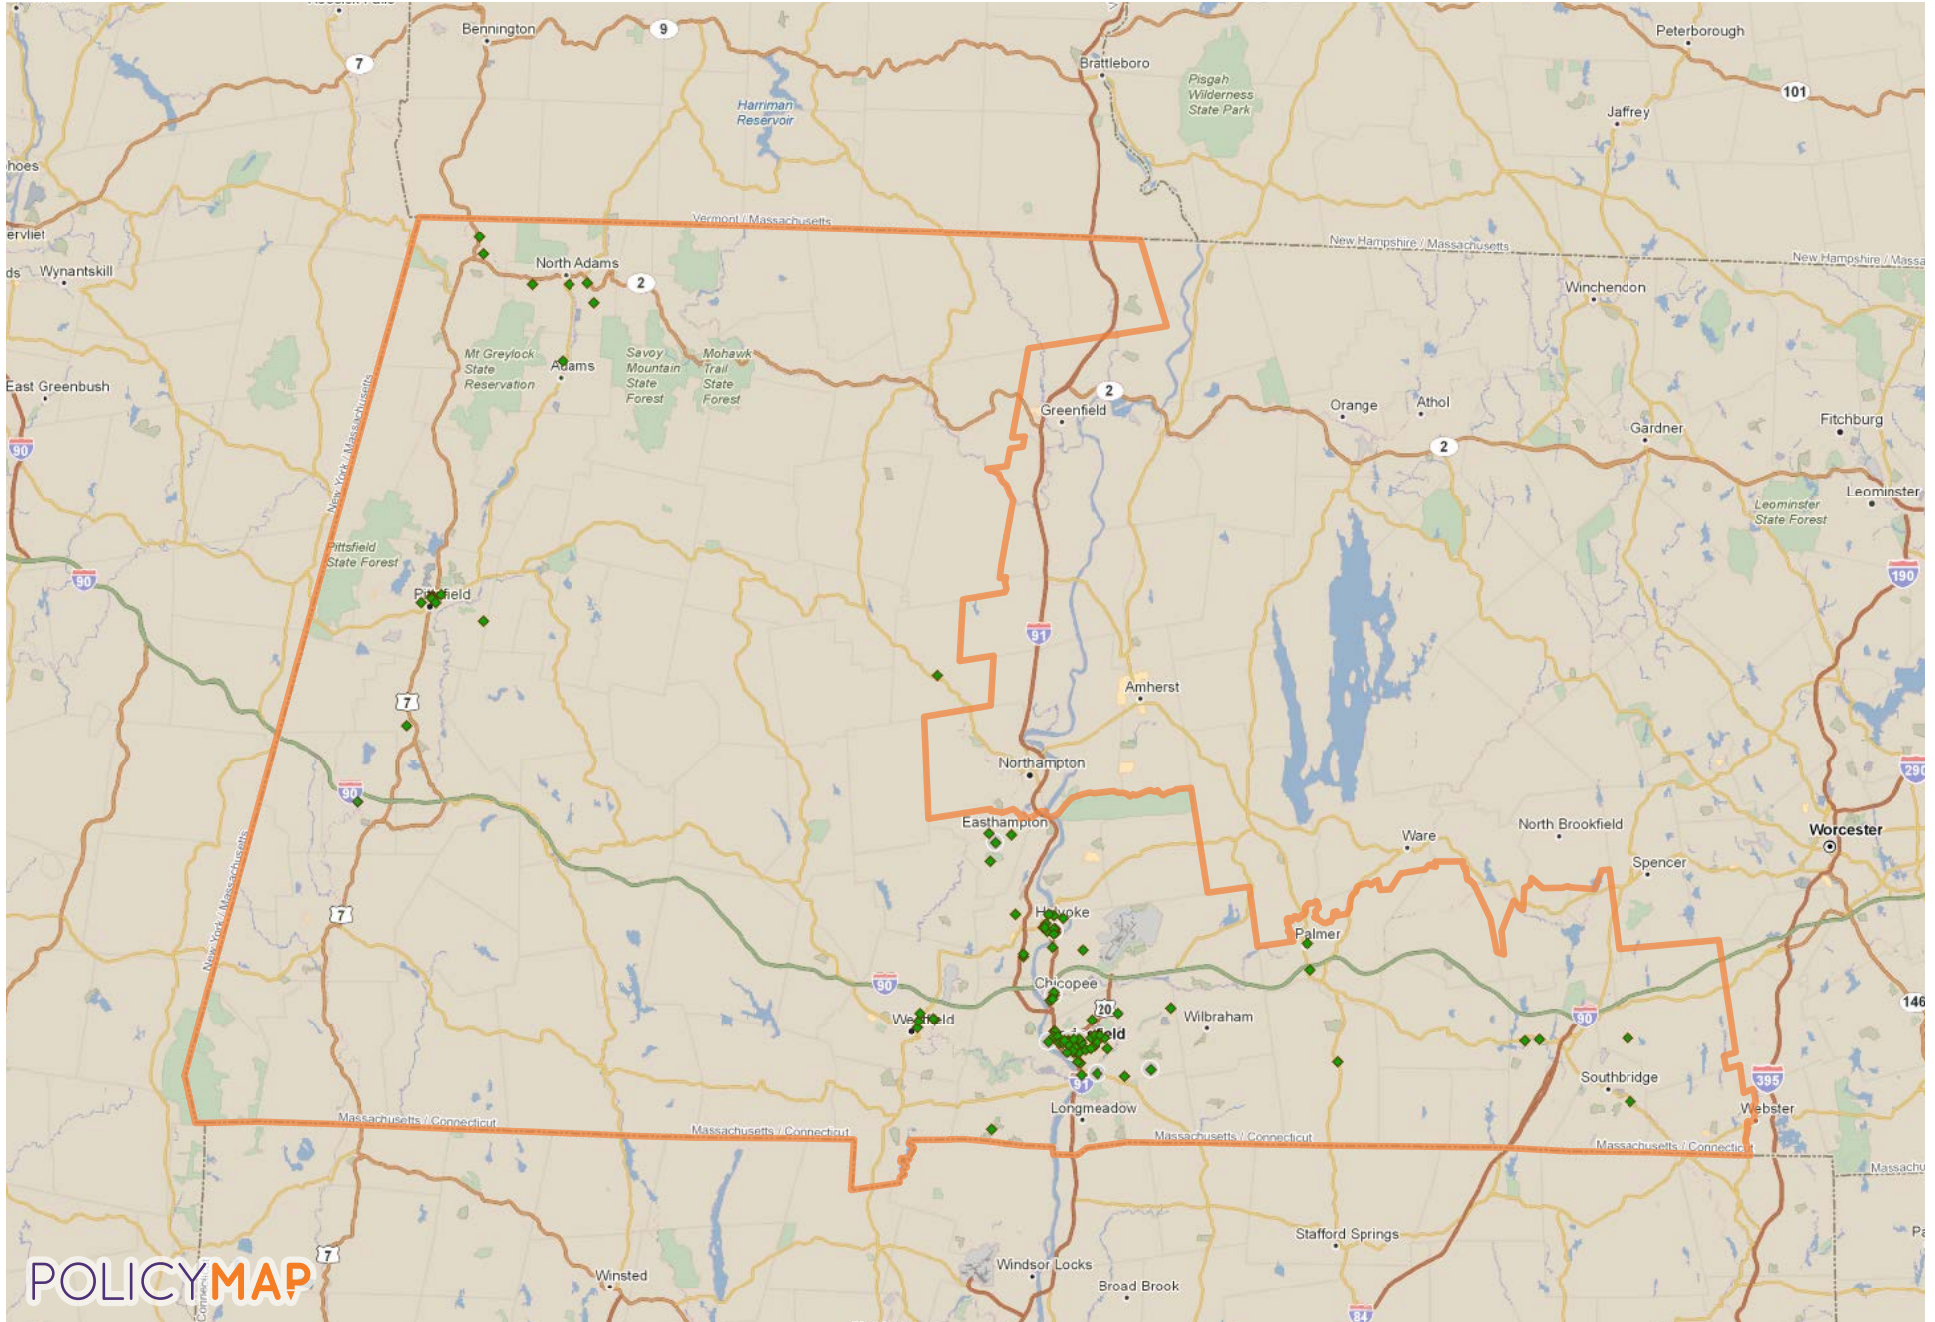 Bennington
9
Peterborough
7
Brattleboro
Pisgah
Wilderness
State Park
101
Harriman
Reservoir
Jaffrey
hoes
Vermont / Massachusetts
ervliet
New Hampshire / Massachusetts
New Hampshire / Massa
ds
Wynantskill
North Adams
2
Winchendon
Mt Greylock
State
Reservation
Adams
Savoy
Mountain
State
Forest
Mohawk
Trail
State
Forest
East Greenbush
New York / Massachusetts
2
Greenfield
Orange
Athol
Fitchburg
Gardner
90
2
Leominster
Leominster
State Forest
Pittsfield
State Forest
90
190
Pittsfield
91
7
Amherst
Northampton
290
90
Easthampton
North Brookfield
Ware
Worcester
Spencer
New York / Massachusetts
7
Holyoke
Palmer
90
Chicopee
20
146
Westfield
Wilbraham
90
91
Southbridge
395
Longmeadow
Webster
Massachusetts / Connecticut
Massachusetts / Connecticut
Massachusetts / Connecticut
Massachusetts / Connecticut
Massachu
Stafford Springs
Pa
7
Windsor Locks
Winsted
Broad Brook
POLICYMAP
84